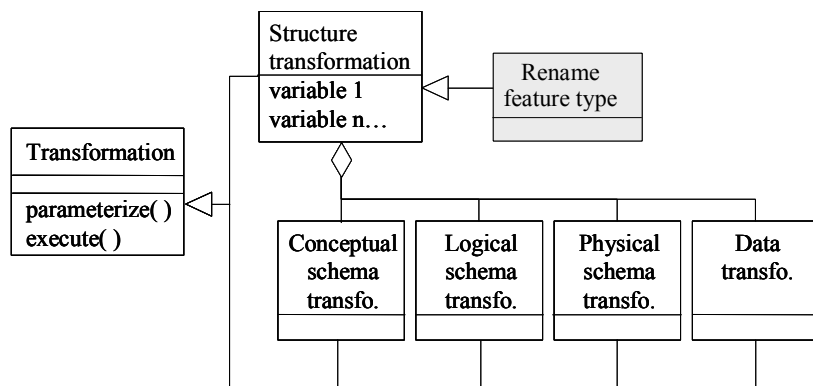 Structure
transformation
variable 1
variable n…
Rename
feature type
Transformation
parameterize( )
execute( )
Conceptual
schema
transfo.
Logical
schema
transfo.
Physical
schema
transfo.
Data
transfo.